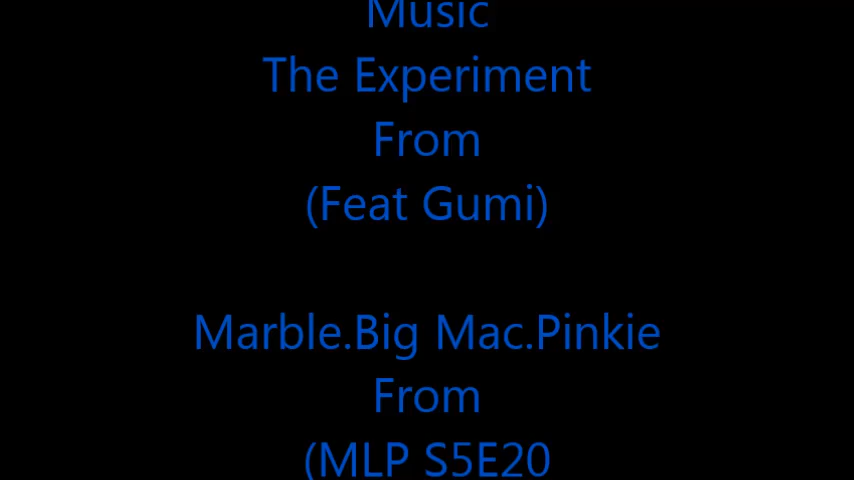 Music
The Experiment
From
(Feat Gumi)
Marble.Big Mac.Pinkie
From
(MLP S5E20